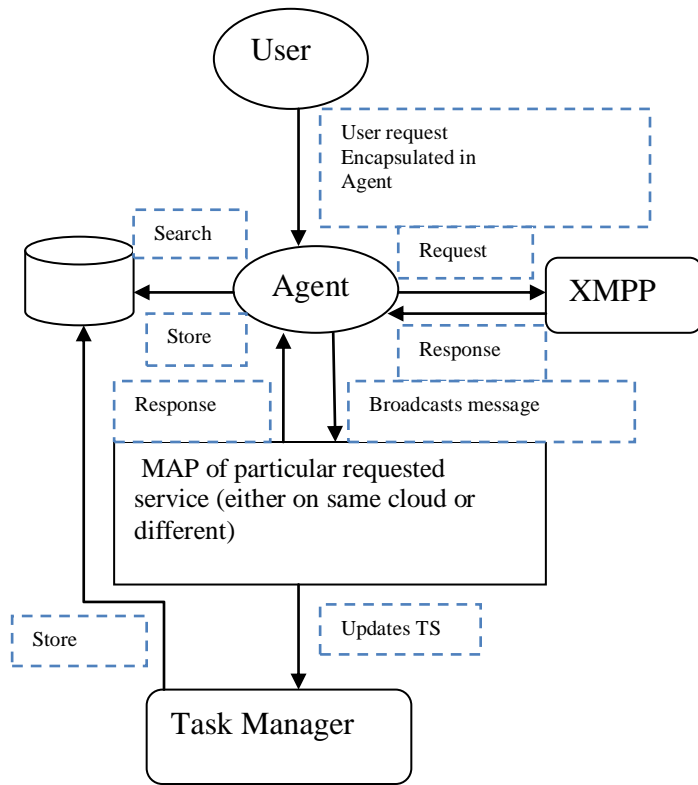 User
User request
Encapsulated in
Agent
Search
Request
Agent
XMPP
Store
Response
Response
Broadcasts message
MAP of particular requested
service (either on same cloud or
different)
Store
Updates TS
Task Manager